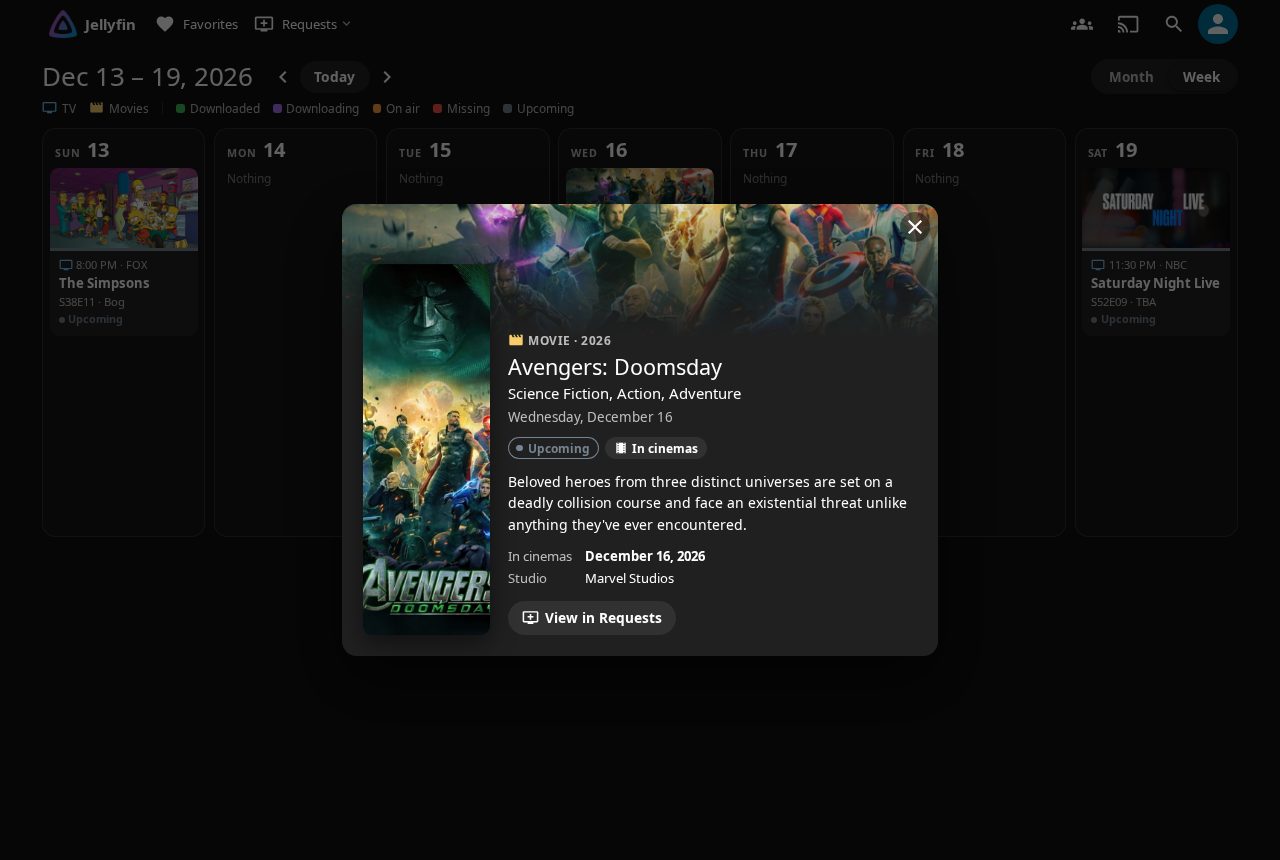 Jellyfin
Favorites
Requests
Dec 13 – 19, 2026
Today
Month
Week
TV
Movies
Downloaded
Downloading
On air
Missing
Upcoming
SUN 13
MON 14
TUE 15
WED 16
THU 17
FRI 18
SAT 19
Nothing
Nothing
Nothing
Nothing
8:00 PM · FOX
The Simpsons
S38E11 · Bog
Upcoming
SATURDAY NIGHT LIVE
11:30 PM · NBC
Saturday Night Live
S52E09 · TBA
Upcoming
AVENGERS
DOOMSDAY
MOVIE · 2026
Avengers: Doomsday
Science Fiction, Action, Adventure
Wednesday, December 16
Upcoming
In cinemas
Beloved heroes from three distinct universes are set on a
deadly collision course and face an existential threat unlike
anything they've ever encountered.
In cinemas December 16, 2026
Studio Marvel Studios
View in Requests